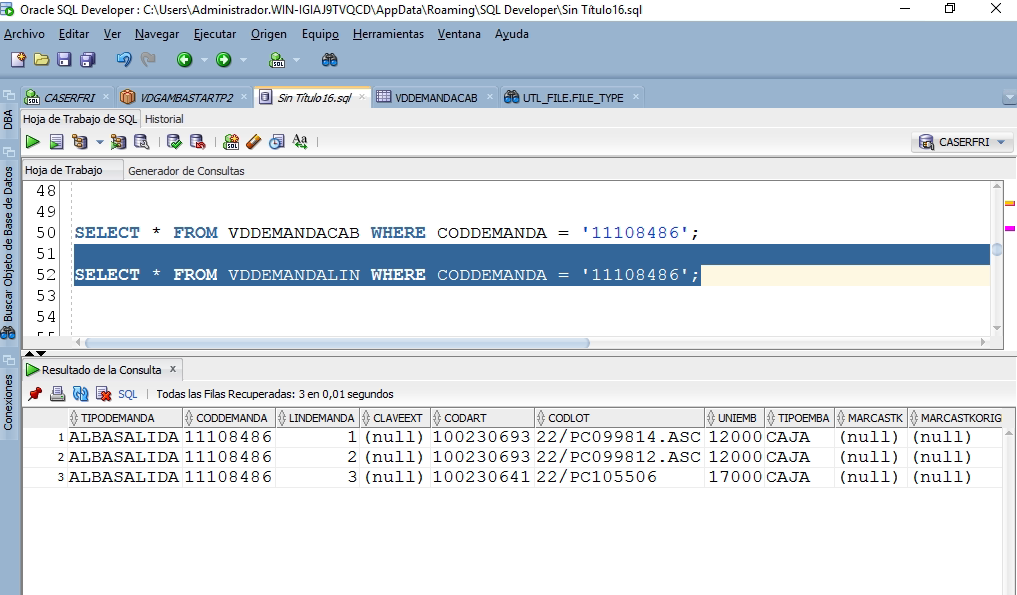 Oracle SQL Developer : C:\Users\Administrador.WIN-IGIAJ9TVQCD\AppData\Roaming\SQL Developer\Sin Título16.sql
Archivo Editar Ver Navegar Ejecutar Origen Equipo Herramientas Ventana Ayuda
CASERFRI VDGAMBASTARTP2 Sin Título16.sql VDDEMANDACAB UTL_FILE.FILE_TYPE
DBA
Buscar Objeto de Base de Datos
Conexiones
Hoja de Trabajo de SQL Historial
CASERFRI
Hoja de Trabajo Generador de Consultas
48
49
50 SELECT * FROM VDDEMANDACAB WHERE CODDEMANDA = '11108486';
51
52 SELECT * FROM VDDEMANDALIN WHERE CODDEMANDA = '11108486';
53
54
Resultado de la Consulta x
SQL | Todas las Filas Recuperadas: 3 en 0,01 segundos
TIPODEMANDA CODDEMANDA LINDEMANDA CLAVEEXT CODART CODLOT UNIEMB TIPOEMBA MARCASTK MARCASTKORIG
1 ALBASALIDA 11108486 1 (null) 100230693 22/PC099814.ASC 12000 CAJA (null) (null)
2 ALBASALIDA 11108486 2 (null) 100230693 22/PC099812.ASC 12000 CAJA (null) (null)
3 ALBASALIDA 11108486 3 (null) 100230641 22/PC105506 17000 CAJA (null) (null)